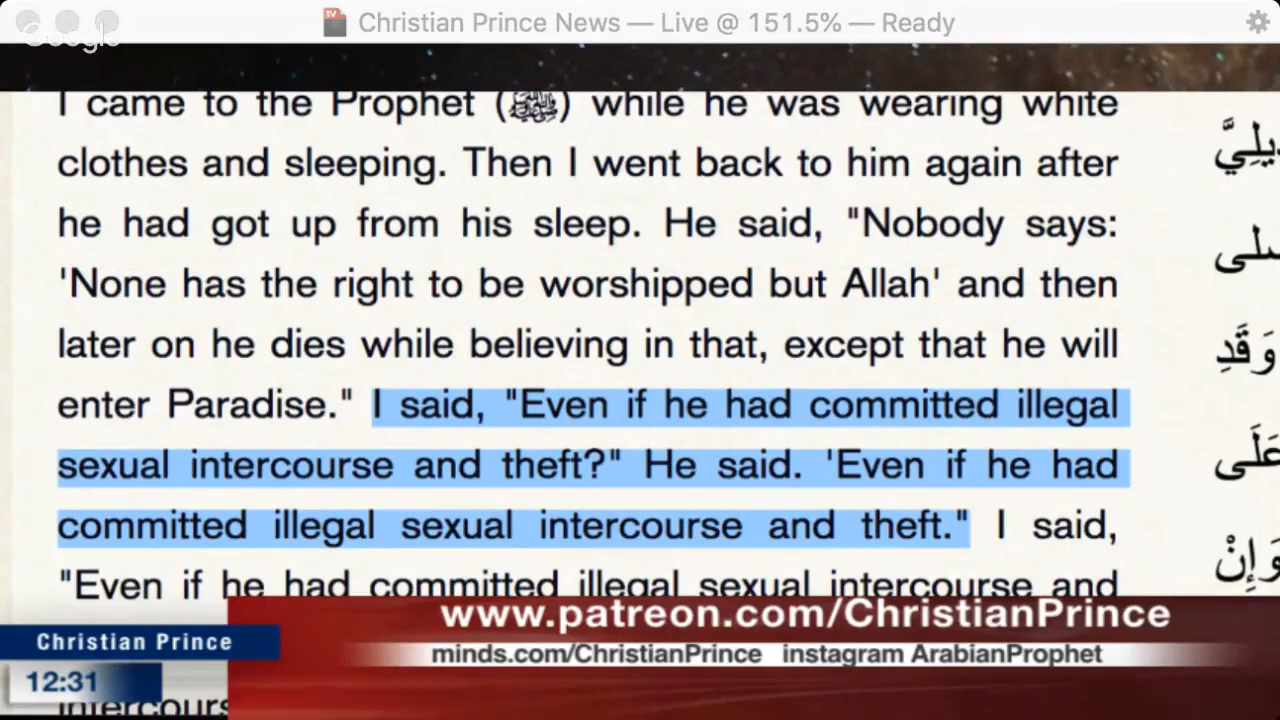 Christian Prince News — Live @ 151.5% — Ready
Google
I came to the Prophet (ﷺ) while he was wearing white
clothes and sleeping. Then I went back to him again after
he had got up from his sleep. He said, "Nobody says:
'None has the right to be worshipped but Allah' and then
later on he dies while believing in that, except that he will
enter Paradise." I said, "Even if he had committed illegal
sexual intercourse and theft?" He said. 'Even if he had
committed illegal sexual intercourse and theft." I said,
"Even if he had committed illegal sexual intercourse and
وَقَدِ
عَلَى
وَإِنْ
www.patreon.com/ChristianPrince
Christian Prince
minds.com/ChristianPrince instagram ArabianProphet
12:31